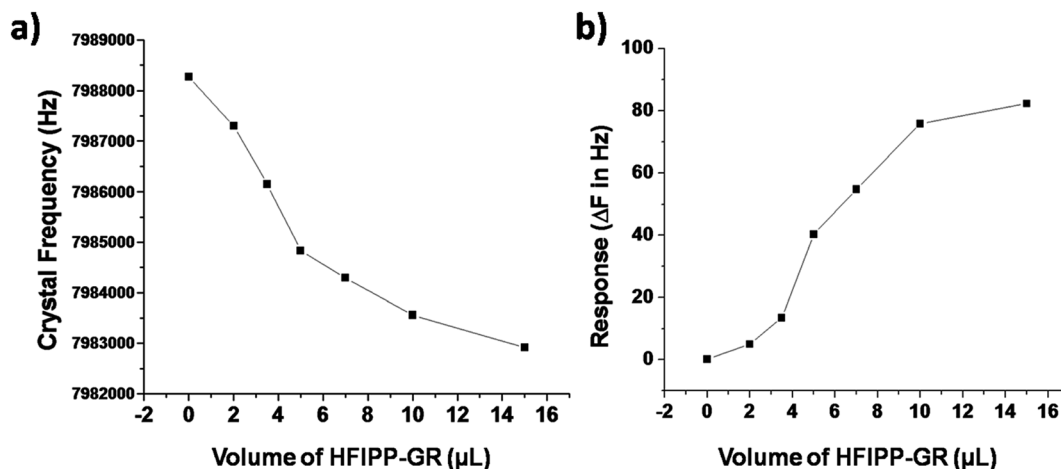 a)
7989000
7988000
7987000
7986000
7985000
7984000
7983000
7982000
Crystal Frequency (Hz)
-2 0 2 4 6 8 10 12 14 16
Volume of HFIPP-GR (µL)
b)
100
80
60
40
20
0
Response (ΔF in Hz)
-2 0 2 4 6 8 10 12 14 16
Volume of HFIPP-GR (µL)